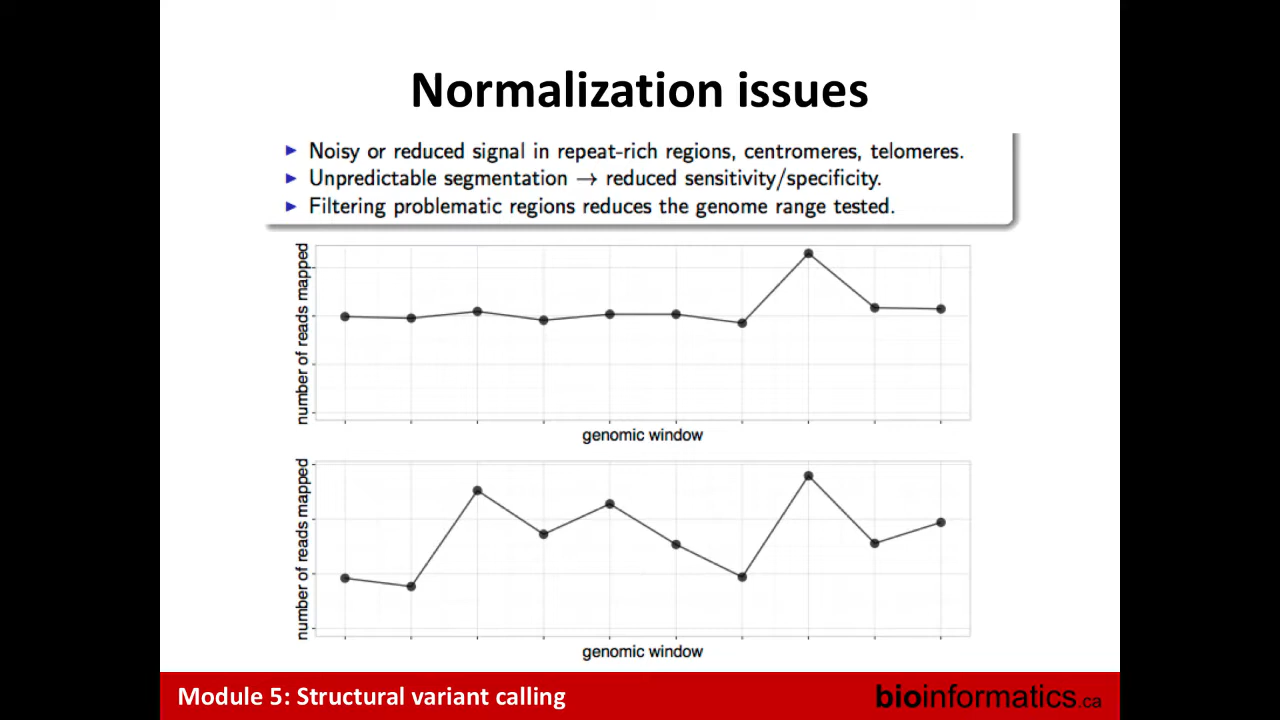 Normalization issues
▶ Noisy or reduced signal in repeat-rich regions, centromeres, telomeres.
▶ Unpredictable segmentation → reduced sensitivity/specificity.
▶ Filtering problematic regions reduces the genome range tested.
number of reads mapped
genomic window
number of reads mapped
genomic window
Module 5: Structural variant calling
bioinformatics.ca